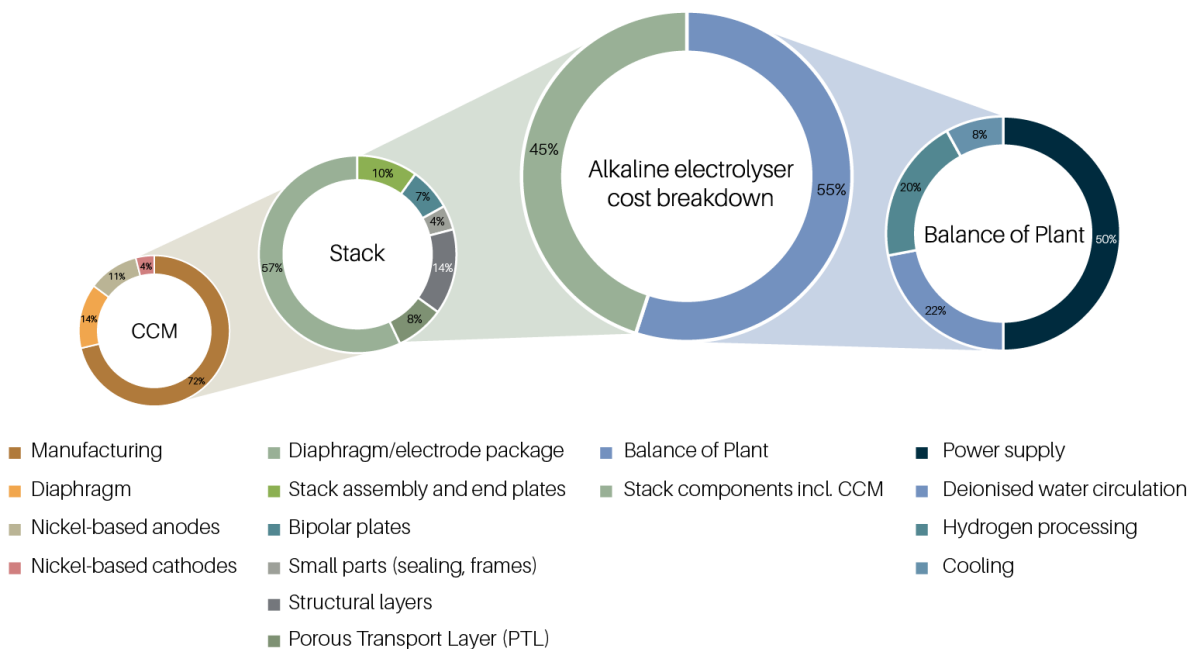 Alkaline electrolyser
cost breakdown
45%
55%
Balance of Plant
50%
22%
20%
8%
Stack
10%
7%
4%
14%
8%
57%
CCM
72%
14%
11%
4%
Manufacturing
Diaphragm
Nickel-based anodes
Nickel-based cathodes
Diaphragm/electrode package
Stack assembly and end plates
Bipolar plates
Small parts (sealing, frames)
Structural layers
Porous Transport Layer (PTL)
Balance of Plant
Stack components incl. CCM
Power supply
Deionised water circulation
Hydrogen processing
Cooling